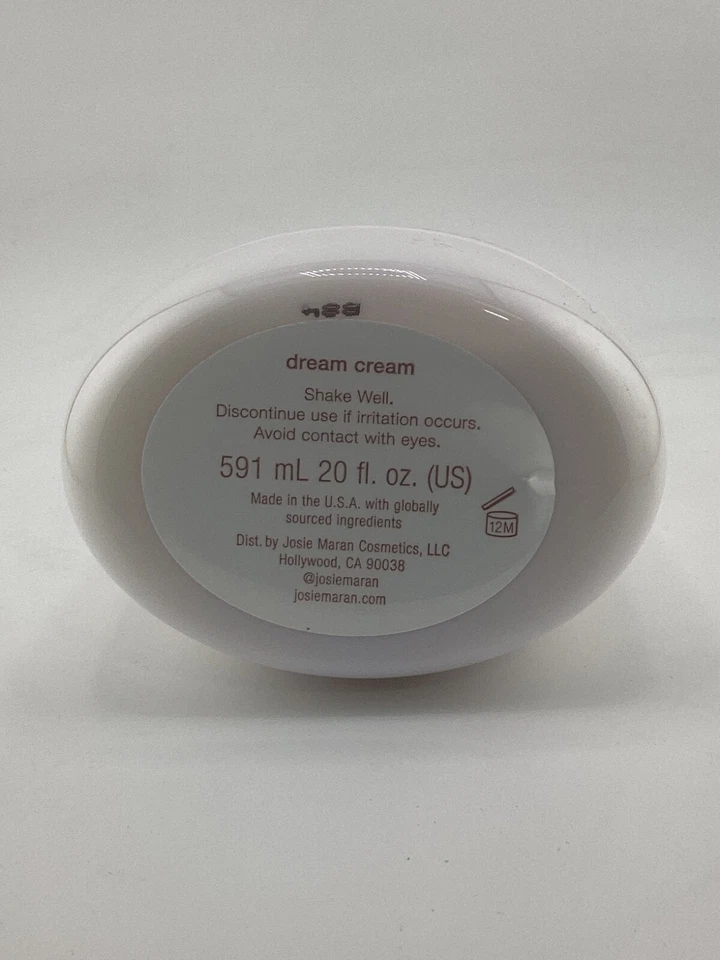 dream cream
Shake Well.
Discontinue use if irritation occurs.
Avoid contact with eyes.
591 mL 20 fl. oz. (US)
Made in the U.S.A. with globally
sourced ingredients
12M
Dist. by Josie Maran Cosmetics, LLC
Hollywood, CA 90038
@josiemaran
josiemaran.com